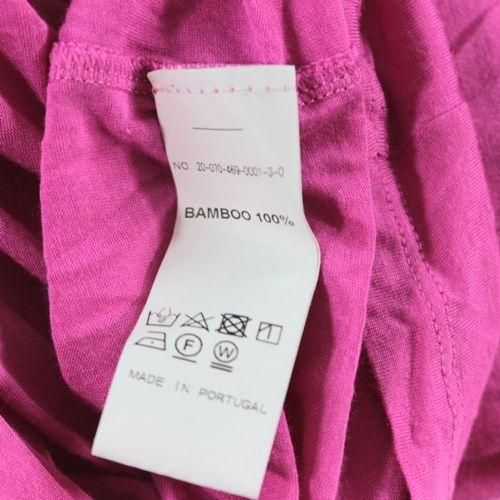 NO. 20-070-469-0001-3-0
BAMBOO 100%
F W
MADE IN PORTUGAL